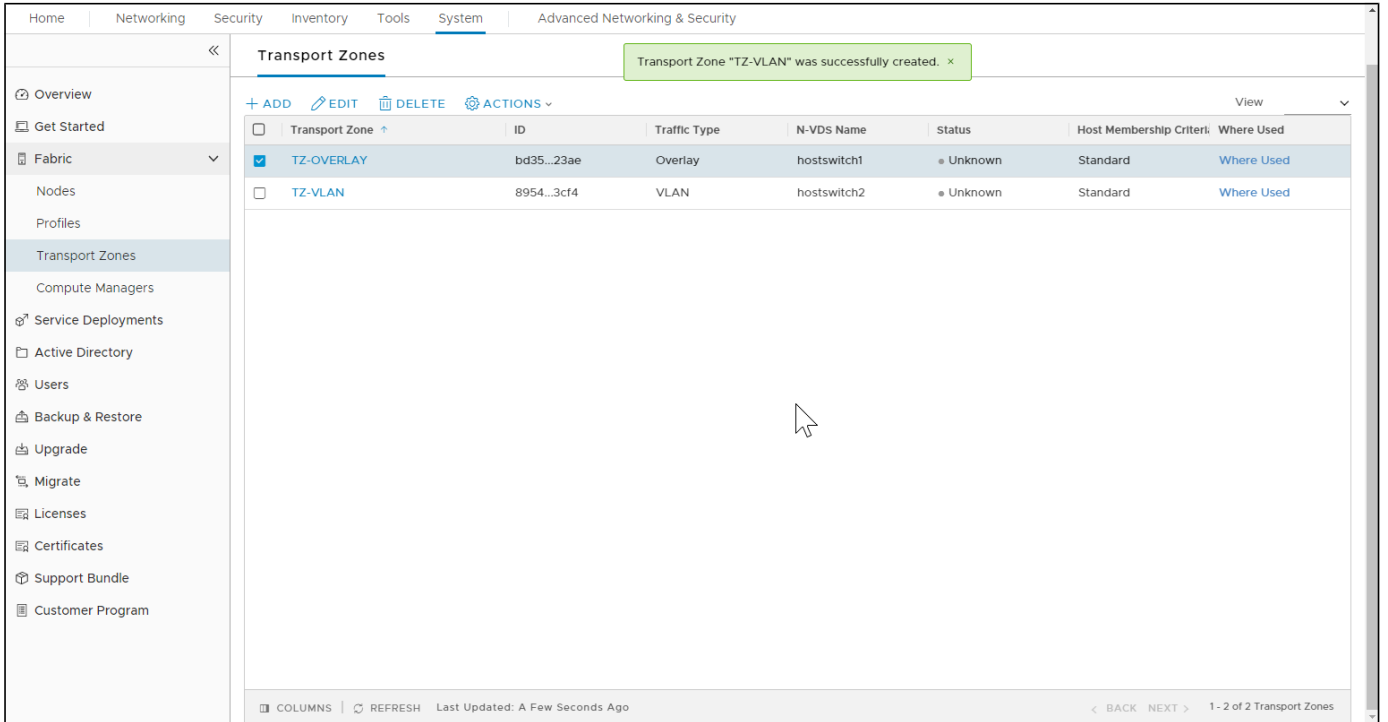 Home Networking Security Inventory Tools System Advanced Networking & Security
Transport Zones
Transport Zone "TZ-VLAN" was successfully created. ×
Overview
Get Started
Fabric
Nodes
Profiles
Transport Zones
Compute Managers
Service Deployments
Active Directory
Users
Backup & Restore
Upgrade
Migrate
Licenses
Certificates
Support Bundle
Customer Program
+ ADD EDIT DELETE ACTIONS View
Transport Zone ↑ ID Traffic Type N-VDS Name Status Host Membership Criteria Where Used
TZ-OVERLAY bd35...23ae Overlay hostswitch1 Unknown Standard Where Used
TZ-VLAN 8954...3cf4 VLAN hostswitch2 Unknown Standard Where Used
COLUMNS REFRESH Last Updated: A Few Seconds Ago < BACK NEXT > 1 - 2 of 2 Transport Zones